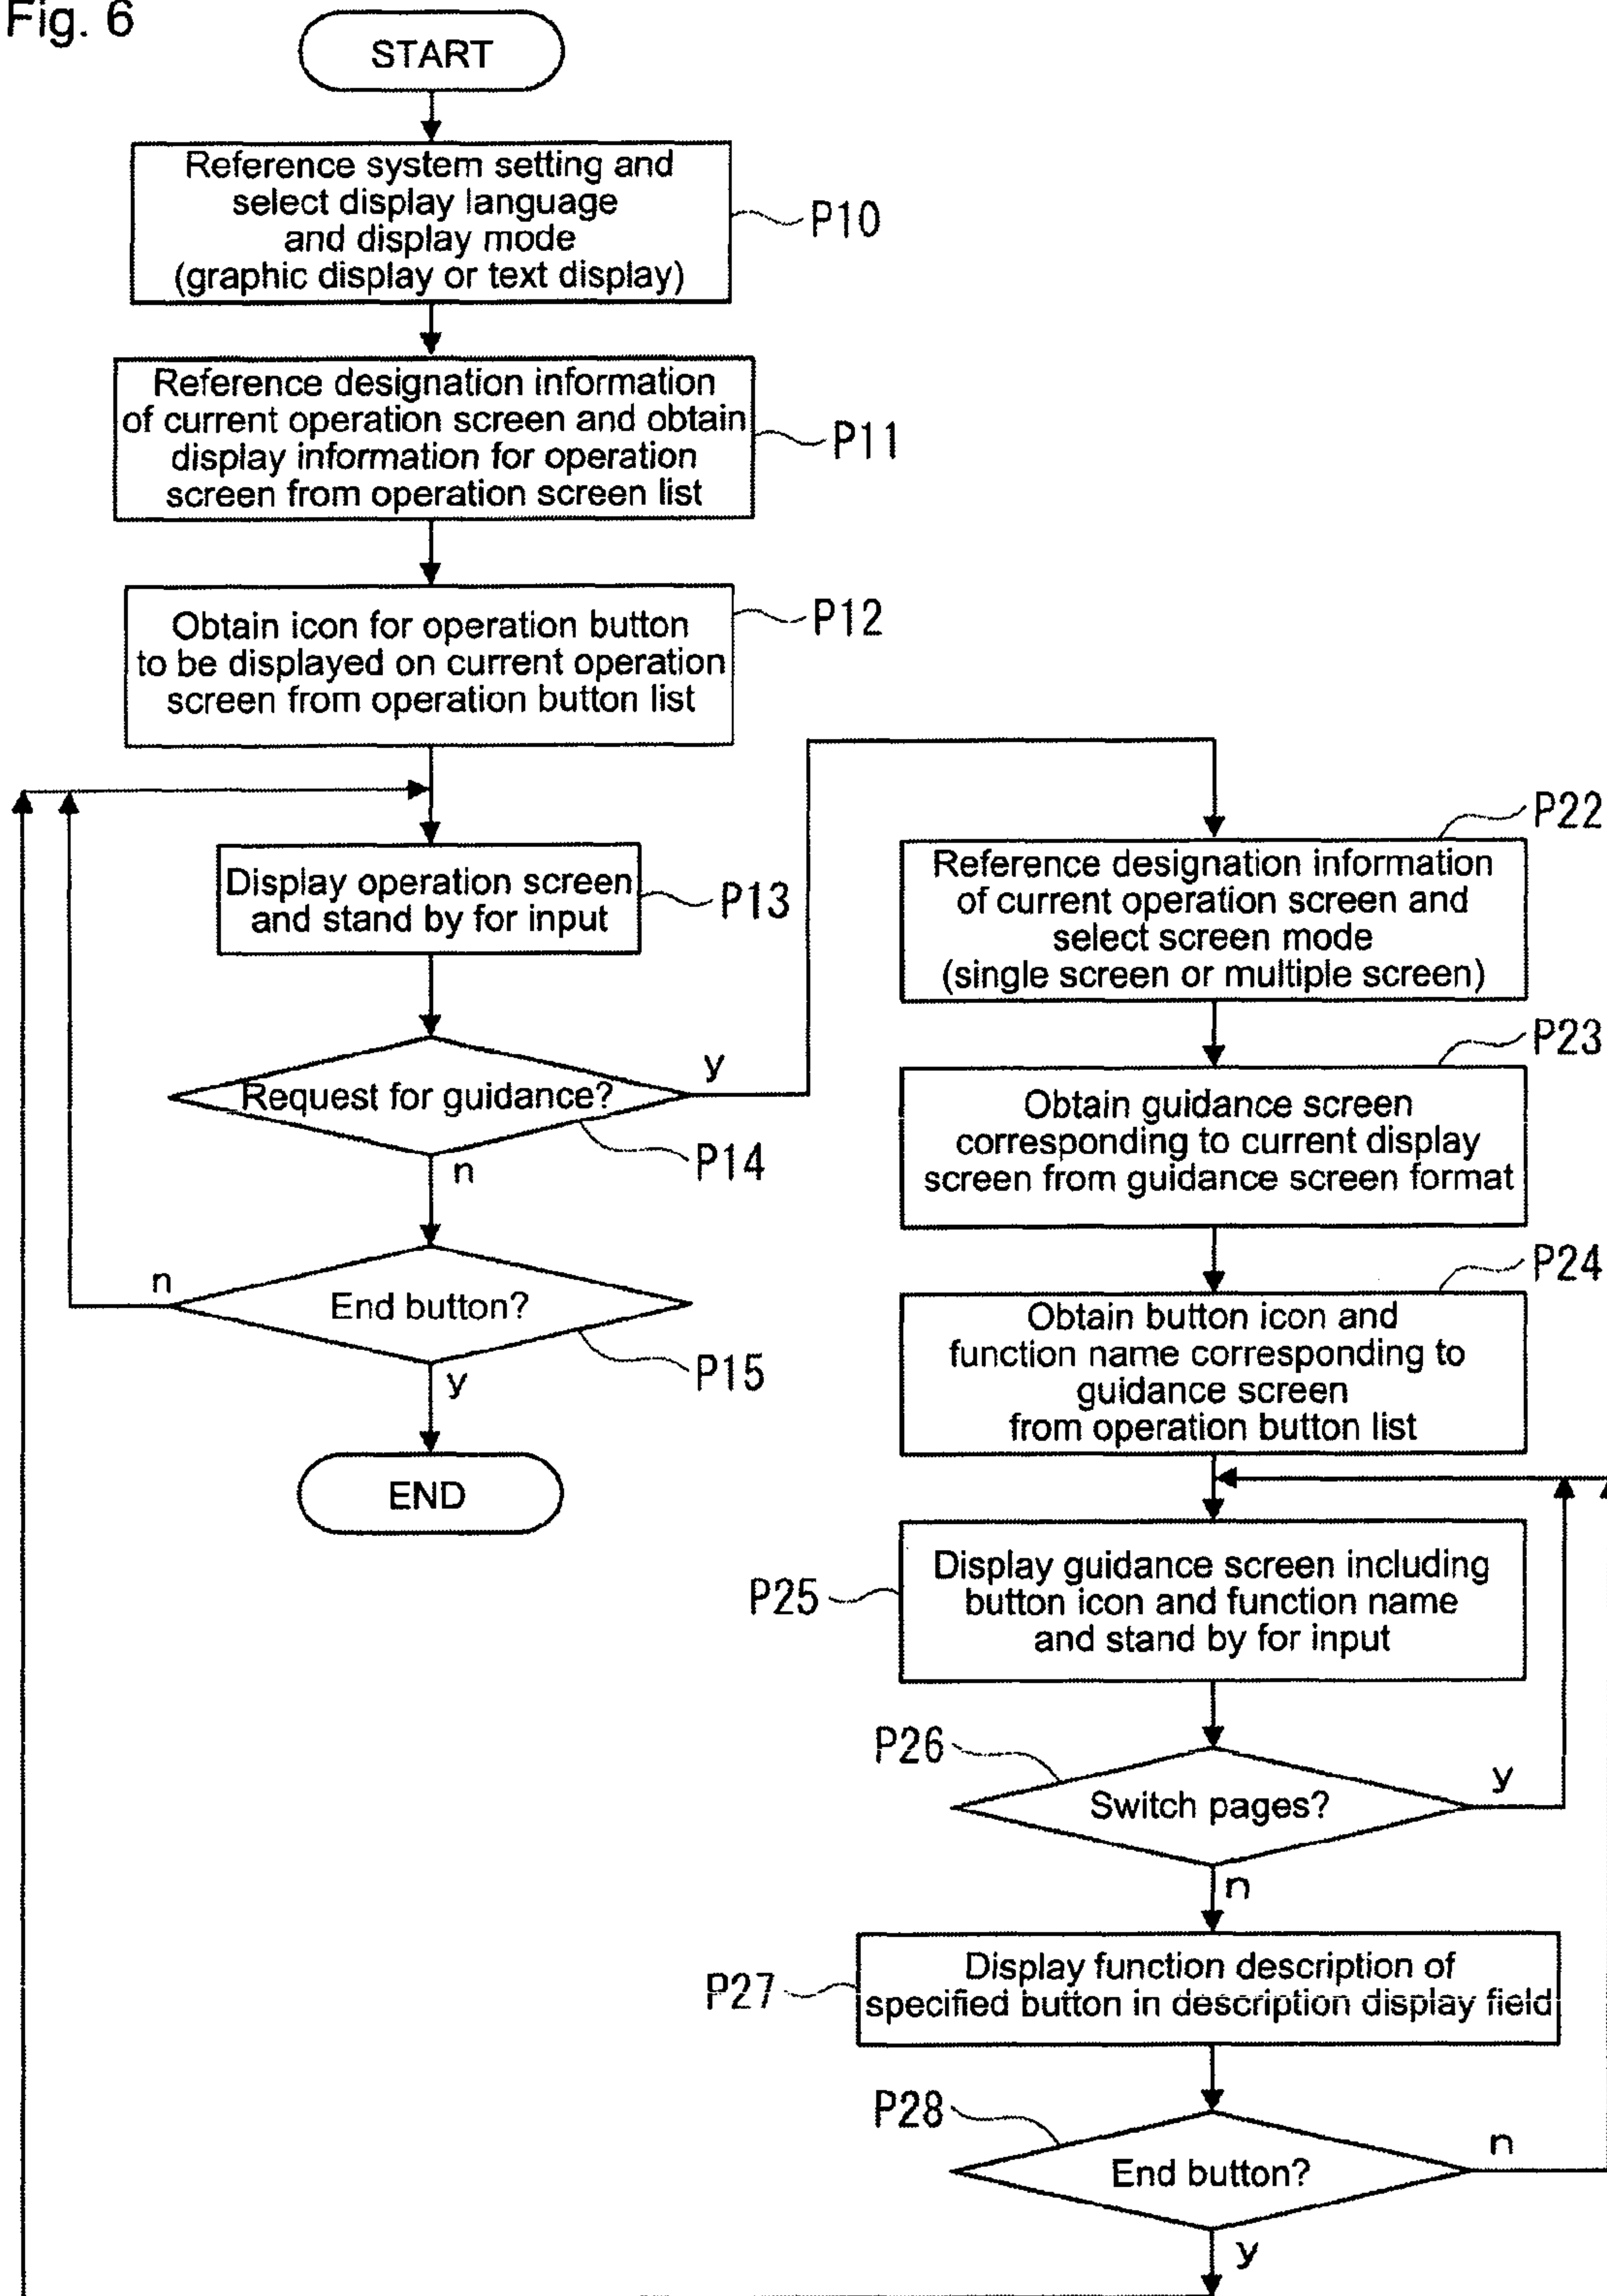 Fig. 6
START
Reference system setting and
select display language
and display mode
(graphic display or text display)
P10
Reference designation information
of current operation screen and obtain
display information for operation
screen from operation screen list
P11
Obtain icon for operation button
to be displayed on current operation
screen from operation button list
P12
Display operation screen
and stand by for input
P13
Request for guidance?
y
P14
n
End button?
n
P15
y
END
P22
Reference designation information
of current operation screen and
select screen mode
(single screen or multiple screen)
P23
Obtain guidance screen
corresponding to current display
screen from guidance screen format
P24
Obtain button icon and
function name corresponding to
guidance screen
from operation button list
P25
Display guidance screen including
button icon and function name
and stand by for input
P26
Switch pages?
y
n
P27
Display function description of
specified button in description display field
P28
End button?
n
y